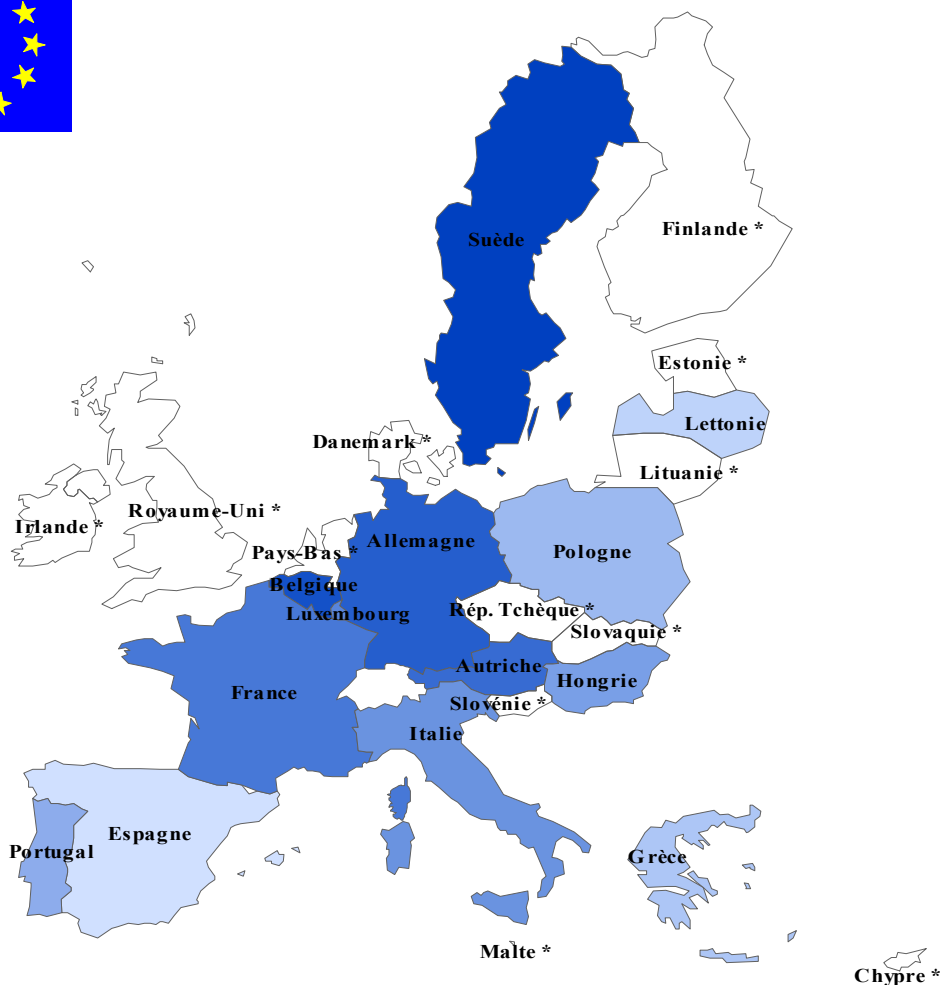 Suède
Finlande *
Estonie *
Lettonie
Danemark *
Lituanie *
Royaume-Uni *
Irlande *
Allemagne
Pays-Bas *
Pologne
Belgique
Luxembourg
Rép. Tchèque *
Slovaquie *
Autriche
Hongrie
France
Slovénie *
Italie
Espagne
Portugal
Grèce
Malte *
Chypre *